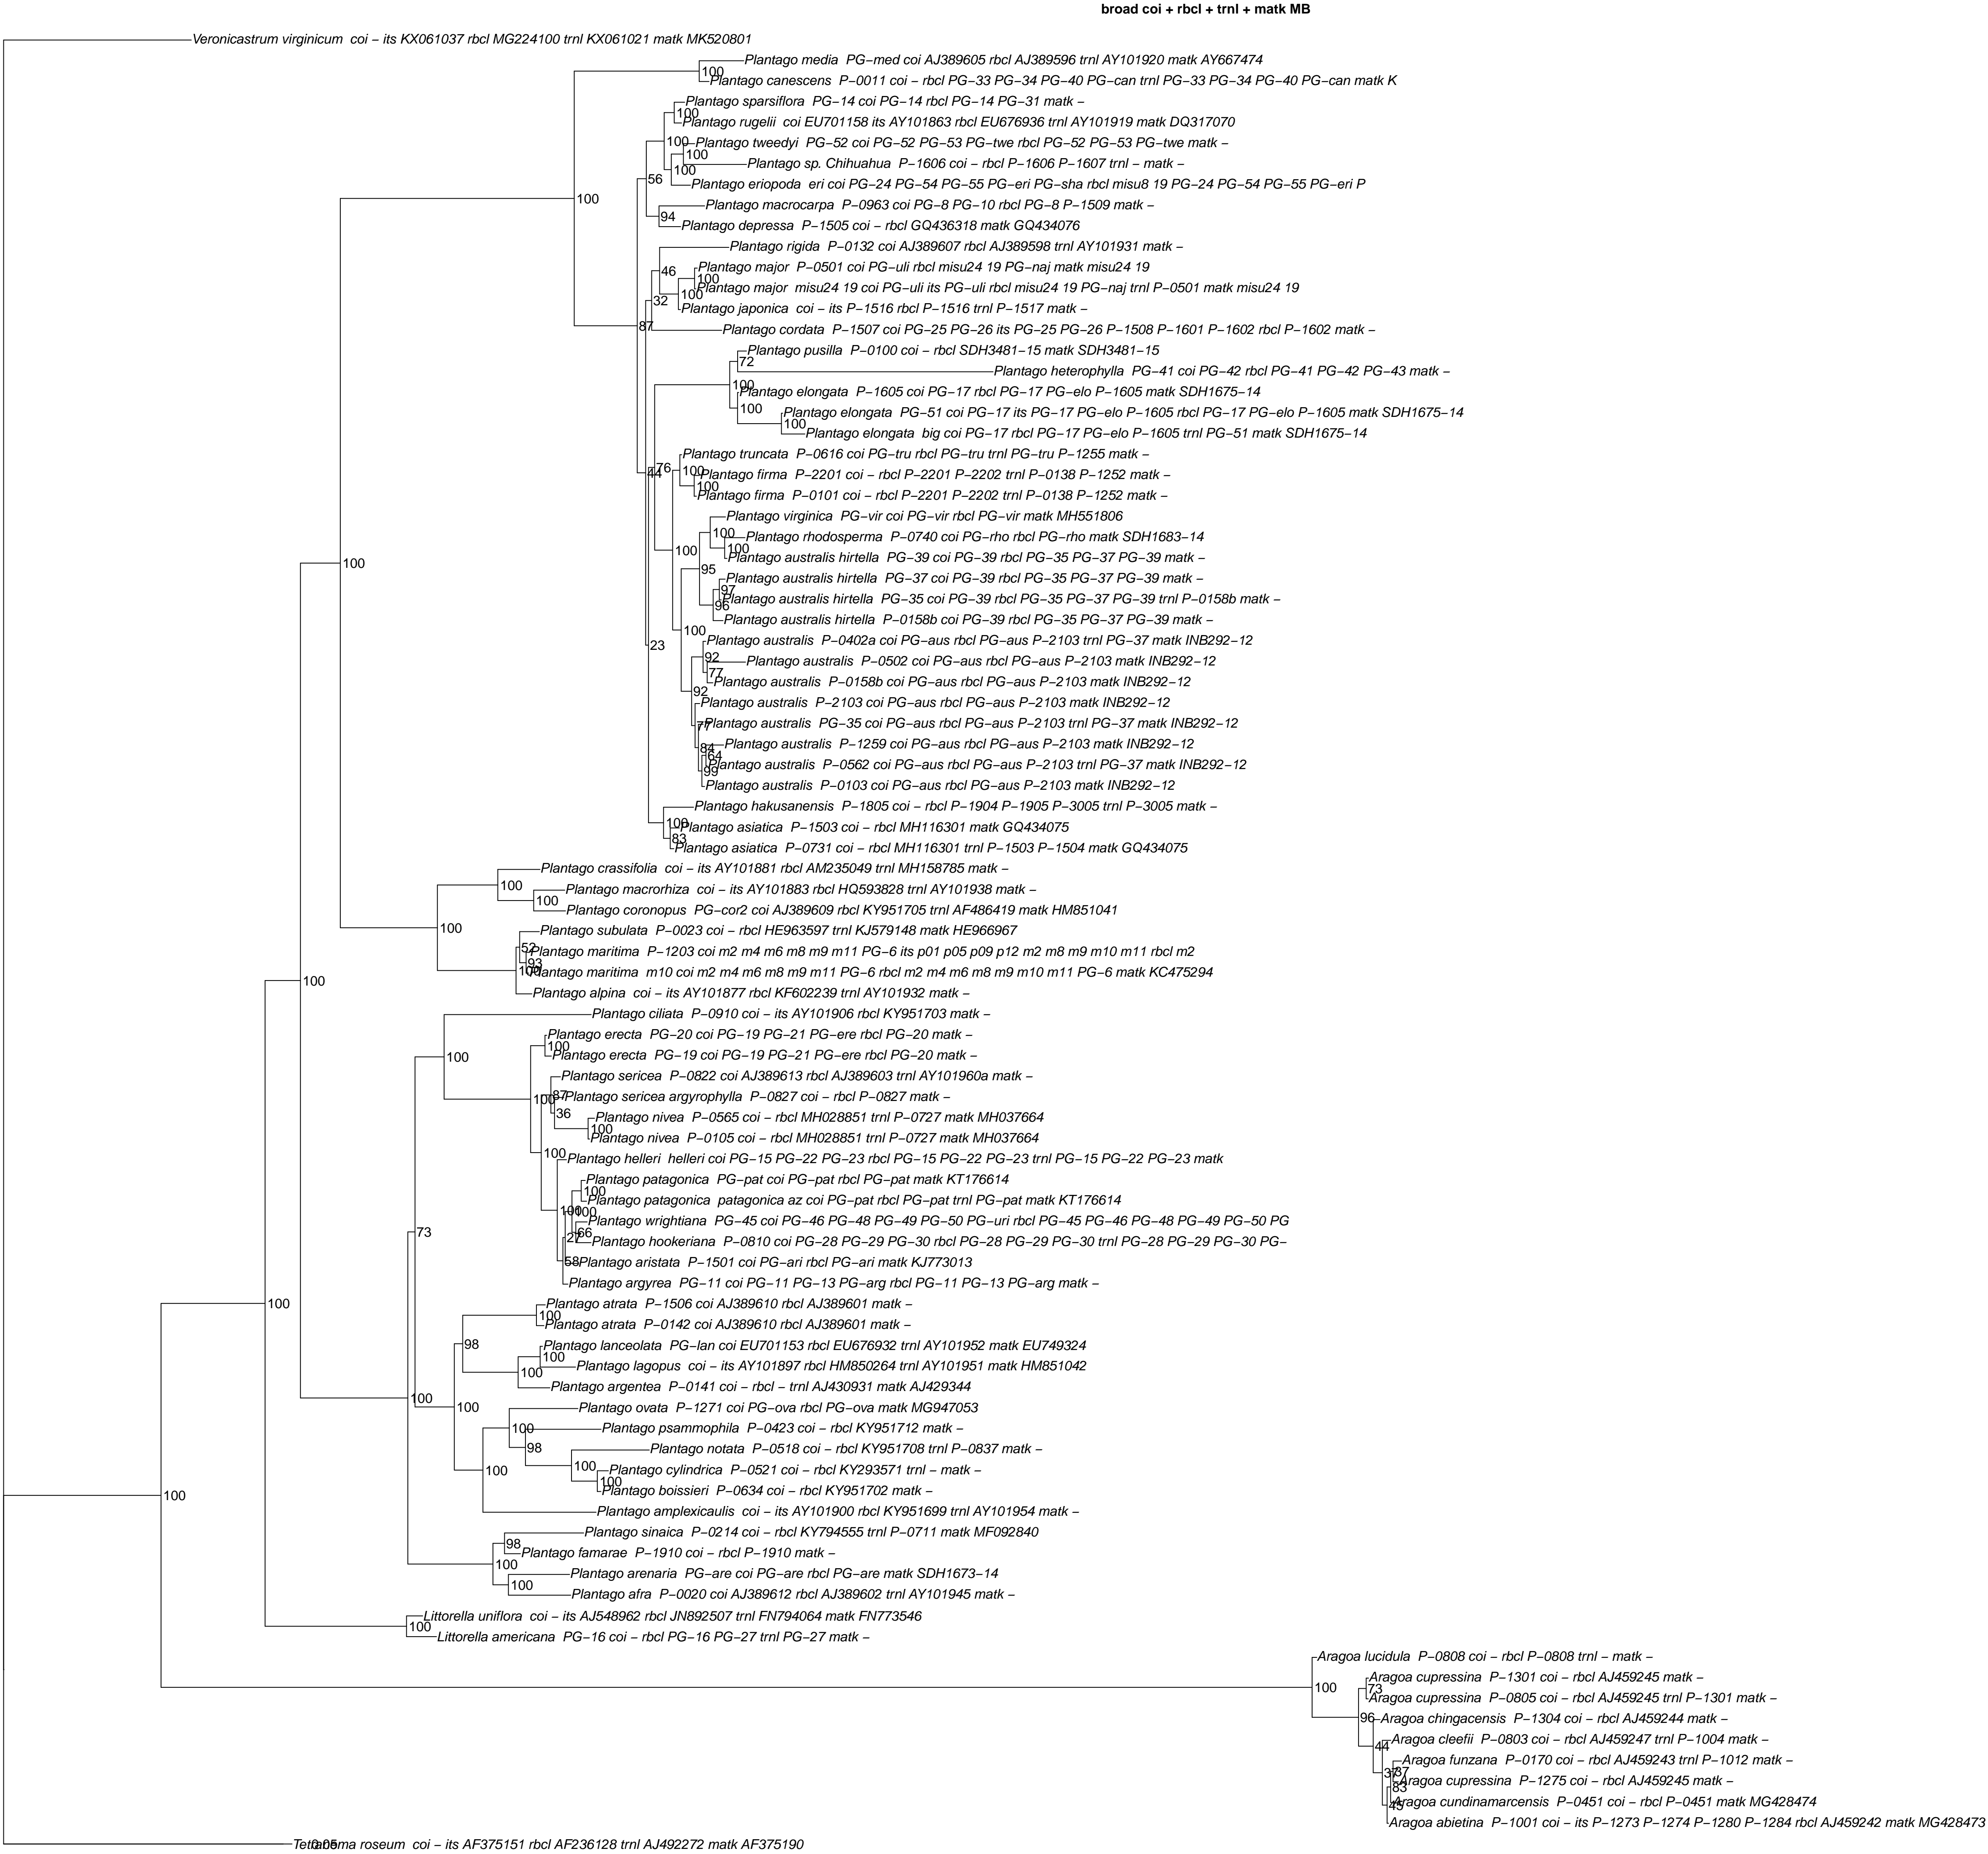 broad coi + rbcl + trnl + matk MB
Veronicastrum virginicum coi – its KX061037 rbcl MG224100 trnl KX061021 matk MK520801
Plantago media PG–med coi AJ389605 rbcl AJ389596 trnl AY101920 matk AY667474
100
Plantago canescens P–0011 coi – rbcl PG–33 PG–34 PG–40 PG–can trnl PG–33 PG–34 PG–40 PG–can matk K
Plantago sparsiflora PG–14 coi PG–14 rbcl PG–14 PG–31 matk –
100
Plantago rugelii coi EU701158 its AY101863 rbcl EU676936 trnl AY101919 matk DQ317070
100
Plantago tweedyi PG–52 coi PG–52 PG–53 PG–twe rbcl PG–52 PG–53 PG–twe matk –
100
Plantago sp. Chihuahua P–1606 coi – rbcl P–1606 P–1607 trnl – matk –
100
56
Plantago eriopoda eri coi PG–24 PG–54 PG–55 PG–eri PG–sha rbcl misu8 19 PG–24 PG–54 PG–55 PG–eri P
100
Plantago macrocarpa P–0963 coi PG–8 PG–10 rbcl PG–8 P–1509 matk –
94
Plantago depressa P–1505 coi – rbcl GQ436318 matk GQ434076
Plantago rigida P–0132 coi AJ389607 rbcl AJ389598 trnl AY101931 matk –
46
Plantago major P–0501 coi PG–uli rbcl misu24 19 PG–naj matk misu24 19
100
Plantago major misu24 19 coi PG–uli its PG–uli rbcl misu24 19 PG–naj trnl P–0501 matk misu24 19
100
32
Plantago japonica coi – its P–1516 rbcl P–1516 trnl P–1517 matk –
87
Plantago cordata P–1507 coi PG–25 PG–26 its PG–25 PG–26 P–1508 P–1601 P–1602 rbcl P–1602 matk –
Plantago pusilla P–0100 coi – rbcl SDH3481–15 matk SDH3481–15
72
Plantago heterophylla PG–41 coi PG–42 rbcl PG–41 PG–42 PG–43 matk –
100
Plantago elongata P–1605 coi PG–17 rbcl PG–17 PG–elo P–1605 matk SDH1675–14
100
Plantago elongata PG–51 coi PG–17 its PG–17 PG–elo P–1605 rbcl PG–17 PG–elo P–1605 matk SDH1675–14
100
Plantago elongata big coi PG–17 rbcl PG–17 PG–elo P–1605 trnl PG–51 matk SDH1675–14
Plantago truncata P–0616 coi PG–tru rbcl PG–tru trnl PG–tru P–1255 matk –
44
76
100
Plantago firma P–2201 coi – rbcl P–2201 P–2202 trnl P–0138 P–1252 matk –
100
Plantago firma P–0101 coi – rbcl P–2201 P–2202 trnl P–0138 P–1252 matk –
Plantago virginica PG–vir coi PG–vir rbcl PG–vir matk MH551806
100
Plantago rhodosperma P–0740 coi PG–rho rbcl PG–rho matk SDH1683–14
100
100
Plantago australis hirtella PG–39 coi PG–39 rbcl PG–35 PG–37 PG–39 matk –
95
Plantago australis hirtella PG–37 coi PG–39 rbcl PG–35 PG–37 PG–39 matk –
97
Plantago australis hirtella PG–35 coi PG–39 rbcl PG–35 PG–37 PG–39 trnl P–0158b matk –
96
Plantago australis hirtella P–0158b coi PG–39 rbcl PG–35 PG–37 PG–39 matk –
100
Plantago australis P–0402a coi PG–aus rbcl PG–aus P–2103 trnl PG–37 matk INB292–12
23
92
Plantago australis P–0502 coi PG–aus rbcl PG–aus P–2103 matk INB292–12
77
Plantago australis P–0158b coi PG–aus rbcl PG–aus P–2103 matk INB292–12
92
Plantago australis P–2103 coi PG–aus rbcl PG–aus P–2103 matk INB292–12
77
Plantago australis PG–35 coi PG–aus rbcl PG–aus P–2103 trnl PG–37 matk INB292–12
84
Plantago australis P–1259 coi PG–aus rbcl PG–aus P–2103 matk INB292–12
64
Plantago australis P–0562 coi PG–aus rbcl PG–aus P–2103 trnl PG–37 matk INB292–12
99
Plantago australis P–0103 coi PG–aus rbcl PG–aus P–2103 matk INB292–12
Plantago hakusanensis P–1805 coi – rbcl P–1904 P–1905 P–3005 trnl P–3005 matk –
100
Plantago asiatica P–1503 coi – rbcl MH116301 matk GQ434075
83
Plantago asiatica P–0731 coi – rbcl MH116301 trnl P–1503 P–1504 matk GQ434075
100
Plantago crassifolia coi – its AY101881 rbcl AM235049 trnl MH158785 matk –
100
Plantago macrorhiza coi – its AY101883 rbcl HQ593828 trnl AY101938 matk –
100
Plantago coronopus PG–cor2 coi AJ389609 rbcl KY951705 trnl AF486419 matk HM851041
100
Plantago subulata P–0023 coi – rbcl HE963597 trnl KJ579148 matk HE966967
52
Plantago maritima P–1203 coi m2 m4 m6 m8 m9 m11 PG–6 its p01 p05 p09 p12 m2 m8 m9 m10 m11 rbcl m2
93
100
Plantago maritima m10 coi m2 m4 m6 m8 m9 m11 PG–6 rbcl m2 m4 m6 m8 m9 m10 m11 PG–6 matk KC475294
100
Plantago alpina coi – its AY101877 rbcl KF602239 trnl AY101932 matk –
Plantago ciliata P–0910 coi – its AY101906 rbcl KY951703 matk –
Plantago erecta PG–20 coi PG–19 PG–21 PG–ere rbcl PG–20 matk –
100
100
Plantago erecta PG–19 coi PG–19 PG–21 PG–ere rbcl PG–20 matk –
Plantago sericea P–0822 coi AJ389613 rbcl AJ389603 trnl AY101960a matk –
100
87
Plantago sericea argyrophylla P–0827 coi – rbcl P–0827 matk –
36
Plantago nivea P–0565 coi – rbcl MH028851 trnl P–0727 matk MH037664
100
Plantago nivea P–0105 coi – rbcl MH028851 trnl P–0727 matk MH037664
100
Plantago helleri helleri coi PG–15 PG–22 PG–23 rbcl PG–15 PG–22 PG–23 trnl PG–15 PG–22 PG–23 matk
Plantago patagonica PG–pat coi PG–pat rbcl PG–pat matk KT176614
100
Plantago patagonica patagonica az coi PG–pat rbcl PG–pat trnl PG–pat matk KT176614
100
100
Plantago wrightiana PG–45 coi PG–46 PG–48 PG–49 PG–50 PG–uri rbcl PG–45 PG–46 PG–48 PG–49 PG–50 PG
73
27
66
Plantago hookeriana P–0810 coi PG–28 PG–29 PG–30 rbcl PG–28 PG–29 PG–30 trnl PG–28 PG–29 PG–30 PG–
58
Plantago aristata P–1501 coi PG–ari rbcl PG–ari matk KJ773013
Plantago argyrea PG–11 coi PG–11 PG–13 PG–arg rbcl PG–11 PG–13 PG–arg matk –
100
Plantago atrata P–1506 coi AJ389610 rbcl AJ389601 matk –
100
Plantago atrata P–0142 coi AJ389610 rbcl AJ389601 matk –
98
Plantago lanceolata PG–lan coi EU701153 rbcl EU676932 trnl AY101952 matk EU749324
100
Plantago lagopus coi – its AY101897 rbcl HM850264 trnl AY101951 matk HM851042
100
Plantago argentea P–0141 coi – rbcl – trnl AJ430931 matk AJ429344
100
100
Plantago ovata P–1271 coi PG–ova rbcl PG–ova matk MG947053
100
Plantago psammophila P–0423 coi – rbcl KY951712 matk –
98
Plantago notata P–0518 coi – rbcl KY951708 trnl P–0837 matk –
100
100
Plantago cylindrica P–0521 coi – rbcl KY293571 trnl – matk –
100
Plantago boissieri P–0634 coi – rbcl KY951702 matk –
100
Plantago amplexicaulis coi – its AY101900 rbcl KY951699 trnl AY101954 matk –
Plantago sinaica P–0214 coi – rbcl KY794555 trnl P–0711 matk MF092840
98
Plantago famarae P–1910 coi – rbcl P–1910 matk –
100
Plantago arenaria PG–are coi PG–are rbcl PG–are matk SDH1673–14
100
Plantago afra P–0020 coi AJ389612 rbcl AJ389602 trnl AY101945 matk –
Littorella uniflora coi – its AJ548962 rbcl JN892507 trnl FN794064 matk FN773546
100
Littorella americana PG–16 coi – rbcl PG–16 PG–27 trnl PG–27 matk –
Aragoa lucidula P–0808 coi – rbcl P–0808 trnl – matk –
100
Aragoa cupressina P–1301 coi – rbcl AJ459245 matk –
73
Aragoa cupressina P–0805 coi – rbcl AJ459245 trnl P–1301 matk –
96
Aragoa chingacensis P–1304 coi – rbcl AJ459244 matk –
44
Aragoa cleefii P–0803 coi – rbcl AJ459247 trnl P–1004 matk –
Aragoa funzana P–0170 coi – rbcl AJ459243 trnl P–1012 matk –
37
37
Aragoa cupressina P–1275 coi – rbcl AJ459245 matk –
83
Aragoa cundinamarcensis P–0451 coi – rbcl P–0451 matk MG428474
45
Aragoa abietina P–1001 coi – its P–1273 P–1274 P–1280 P–1284 rbcl AJ459242 matk MG428473
Tetranema roseum coi – its AF375151 rbcl AF236128 trnl AJ492272 matk AF375190
0.05